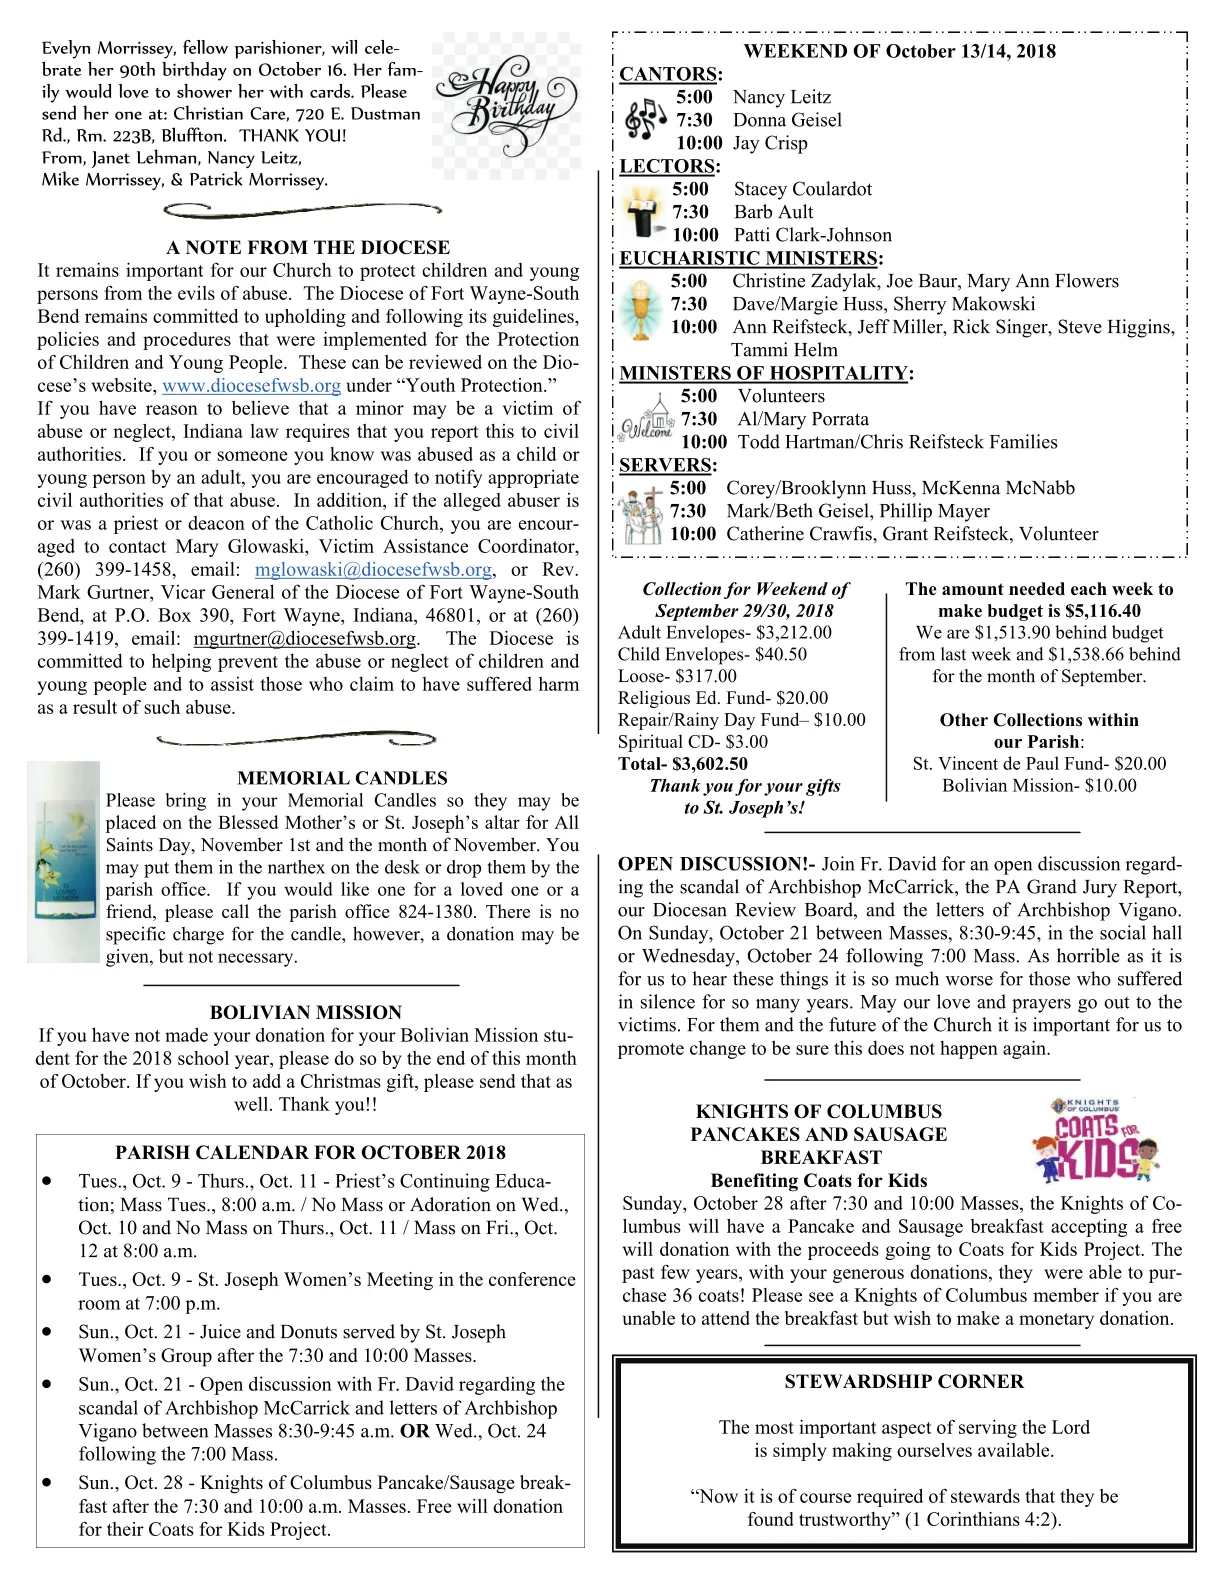 Evelyn Morrissey, fellow parishioner, will cele-
brate her 90th birthday on October 16. Her fam-
ily would love to shower her with cards. Please
send her one at: Christian Care, 720 E. Dustman
Rd., Rm. 223B, Bluffton. THANK YOU!
From, Janet Lehman, Nancy Leitz,
Mike Morrissey, & Patrick Morrissey.
Happy
Birthday
A NOTE FROM THE DIOCESE
It remains important for our Church to protect children and young
persons from the evils of abuse. The Diocese of Fort Wayne-South
Bend remains committed to upholding and following its guidelines,
policies and procedures that were implemented for the Protection
of Children and Young People. These can be reviewed on the Dio-
cese’s website, www.diocesefwsb.org under “Youth Protection.”
If you have reason to believe that a minor may be a victim of
abuse or neglect, Indiana law requires that you report this to civil
authorities. If you or someone you know was abused as a child or
young person by an adult, you are encouraged to notify appropriate
civil authorities of that abuse. In addition, if the alleged abuser is
or was a priest or deacon of the Catholic Church, you are encour-
aged to contact Mary Glowaski, Victim Assistance Coordinator,
(260) 399-1458, email: mglowaski@diocesefwsb.org, or Rev.
Mark Gurtner, Vicar General of the Diocese of Fort Wayne-South
Bend, at P.O. Box 390, Fort Wayne, Indiana, 46801, or at (260)
399-1419, email: mgurtner@diocesefwsb.org. The Diocese is
committed to helping prevent the abuse or neglect of children and
young people and to assist those who claim to have suffered harm
as a result of such abuse.
MEMORIAL CANDLES
Please bring in your Memorial Candles so they may be
placed on the Blessed Mother’s or St. Joseph’s altar for All
Saints Day, November 1st and the month of November. You
may put them in the narthex on the desk or drop them by the
parish office. If you would like one for a loved one or a
friend, please call the parish office 824-1380. There is no
specific charge for the candle, however, a donation may be
given, but not necessary.
IN
LOVING
MEMORY
BOLIVIAN MISSION
If you have not made your donation for your Bolivian Mission stu-
dent for the 2018 school year, please do so by the end of this month
of October. If you wish to add a Christmas gift, please send that as
well. Thank you!!
PARISH CALENDAR FOR OCTOBER 2018
• Tues., Oct. 9 - Thurs., Oct. 11 - Priest’s Continuing Educa-
tion; Mass Tues., 8:00 a.m. / No Mass or Adoration on Wed.,
Oct. 10 and No Mass on Thurs., Oct. 11 / Mass on Fri., Oct.
12 at 8:00 a.m.
• Tues., Oct. 9 - St. Joseph Women’s Meeting in the conference
room at 7:00 p.m.
• Sun., Oct. 21 - Juice and Donuts served by St. Joseph
Women’s Group after the 7:30 and 10:00 Masses.
• Sun., Oct. 21 - Open discussion with Fr. David regarding the
scandal of Archbishop McCarrick and letters of Archbishop
Vigano between Masses 8:30-9:45 a.m. OR Wed., Oct. 24
following the 7:00 Mass.
• Sun., Oct. 28 - Knights of Columbus Pancake/Sausage break-
fast after the 7:30 and 10:00 a.m. Masses. Free will donation
for their Coats for Kids Project.
WEEKEND OF October 13/14, 2018
CANTORS:
5:00 Nancy Leitz
7:30 Donna Geisel
10:00 Jay Crisp
LECTORS:
5:00 Stacey Coulardot
7:30 Barb Ault
10:00 Patti Clark-Johnson
EUCHARISTIC MINISTERS:
5:00 Christine Zadylak, Joe Baur, Mary Ann Flowers
7:30 Dave/Margie Huss, Sherry Makowski
10:00 Ann Reifsteck, Jeff Miller, Rick Singer, Steve Higgins,
Tammi Helm
MINISTERS OF HOSPITALITY:
Welcome
5:00 Volunteers
7:30 Al/Mary Porrata
10:00 Todd Hartman/Chris Reifsteck Families
SERVERS:
5:00 Corey/Brooklynn Huss, McKenna McNabb
7:30 Mark/Beth Geisel, Phillip Mayer
10:00 Catherine Crawfis, Grant Reifsteck, Volunteer
Collection for Weekend of
September 29/30, 2018
Adult Envelopes- $3,212.00
Child Envelopes- $40.50
Loose- $317.00
Religious Ed. Fund- $20.00
Repair/Rainy Day Fund– $10.00
Spiritual CD- $3.00
Total- $3,602.50
Thank you for your gifts
to St. Joseph’s!
The amount needed each week to
make budget is $5,116.40
We are $1,513.90 behind budget
from last week and $1,538.66 behind
for the month of September.
Other Collections within
our Parish:
St. Vincent de Paul Fund- $20.00
Bolivian Mission- $10.00
OPEN DISCUSSION!- Join Fr. David for an open discussion regard-
ing the scandal of Archbishop McCarrick, the PA Grand Jury Report,
our Diocesan Review Board, and the letters of Archbishop Vigano.
On Sunday, October 21 between Masses, 8:30-9:45, in the social hall
or Wednesday, October 24 following 7:00 Mass. As horrible as it is
for us to hear these things it is so much worse for those who suffered
in silence for so many years. May our love and prayers go out to the
victims. For them and the future of the Church it is important for us to
promote change to be sure this does not happen again.
KNIGHTS OF COLUMBUS
PANCAKES AND SAUSAGE
BREAKFAST
Benefiting Coats for Kids
KNIGHTS
OF COLUMBUS
COATS FOR
KIDS
Sunday, October 28 after 7:30 and 10:00 Masses, the Knights of Co-
lumbus will have a Pancake and Sausage breakfast accepting a free
will donation with the proceeds going to Coats for Kids Project. The
past few years, with your generous donations, they were able to pur-
chase 36 coats! Please see a Knights of Columbus member if you are
unable to attend the breakfast but wish to make a monetary donation.
STEWARDSHIP CORNER
The most important aspect of serving the Lord
is simply making ourselves available.
“Now it is of course required of stewards that they be
found trustworthy” (1 Corinthians 4:2).